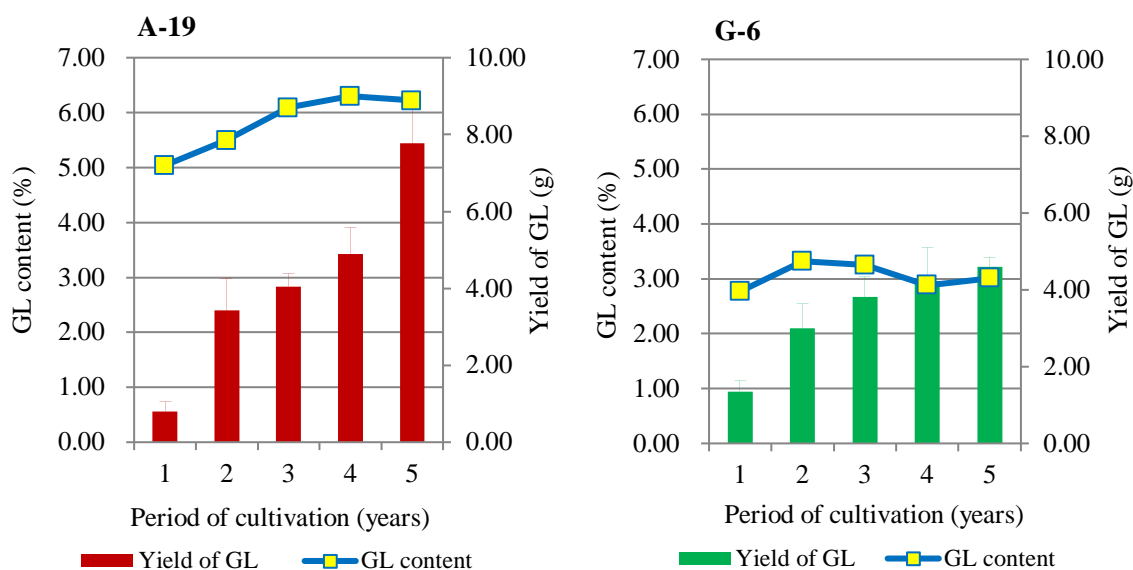 A-19
7.00
6.00
5.00
4.00
3.00
2.00
1.00
0.00
GL content (%)
10.00
8.00
6.00
4.00
2.00
0.00
Yield of GL (g)
1 2 3 4 5
Period of cultivation (years)
Yield of GL GL content
G-6
7.00
6.00
5.00
4.00
3.00
2.00
1.00
0.00
GL content (%)
10.00
8.00
6.00
4.00
2.00
0.00
Yield of GL (g)
1 2 3 4 5
Period of cultivation (years)
Yield of GL GL content